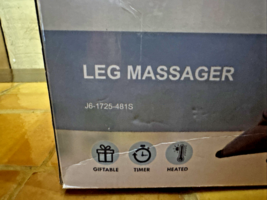 LEG MASSAGER
J6-1725-481S
GIFTABLE TIMER HEATED